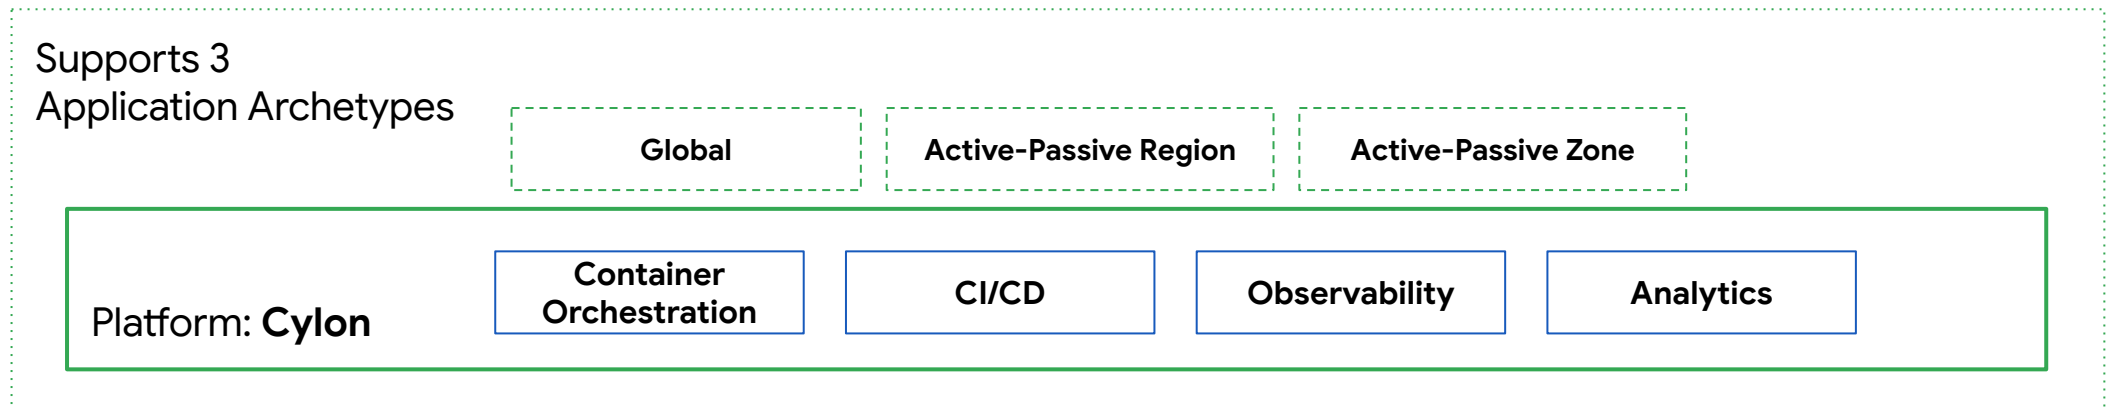 Supports 3
Application Archetypes
Global
Active-Passive Region
Active-Passive Zone
Platform: Cylon
Container
Orchestration
CI/CD
Observability
Analytics